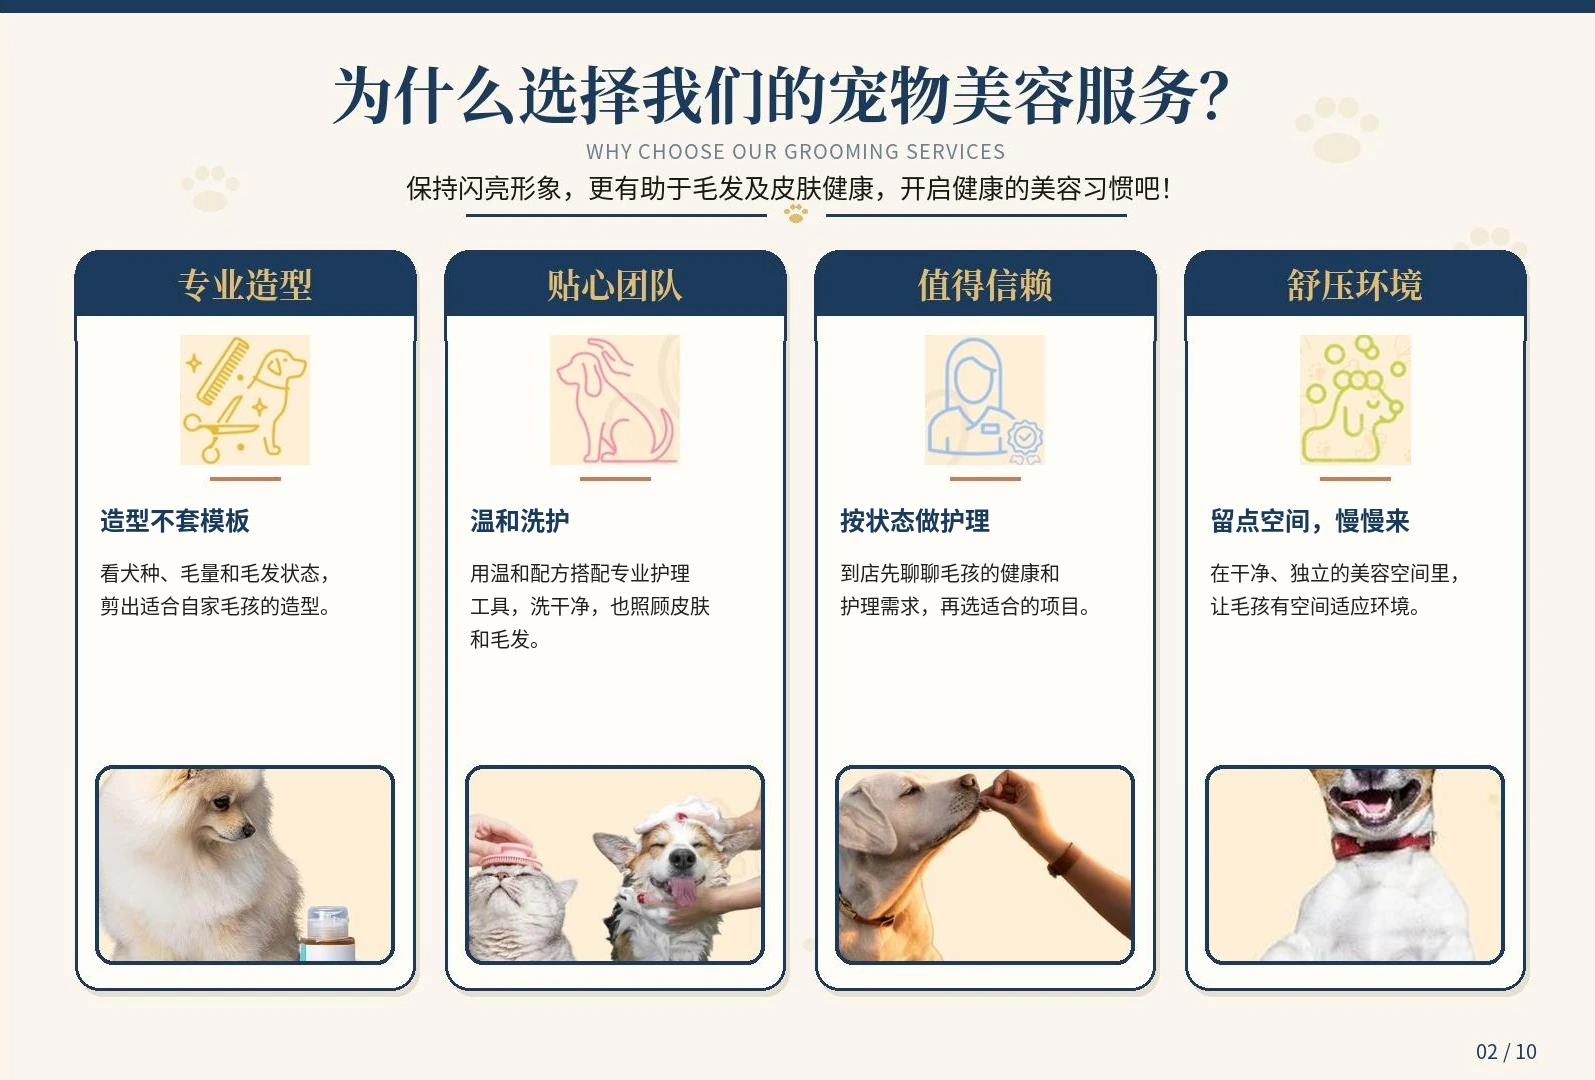 为什么选择我们的宠物美容服务？
WHY CHOOSE OUR GROOMING SERVICES
保持闪亮形象，更有助于毛发及皮肤健康，开启健康的美容习惯吧！
专业造型
造型不套模板
看犬种、毛量和毛发状态，
剪出适合自家毛孩的造型。
贴心团队
温和洗护
用温和配方搭配专业护理
工具，洗干净，也照顾皮肤
和毛发。
值得信赖
按状态做护理
到店先聊聊毛孩的健康和
护理需求，再选适合的项目。
舒压环境
留点空间，慢慢来
在干净、独立的美容空间里，
让毛孩有空间适应环境。
02 / 10